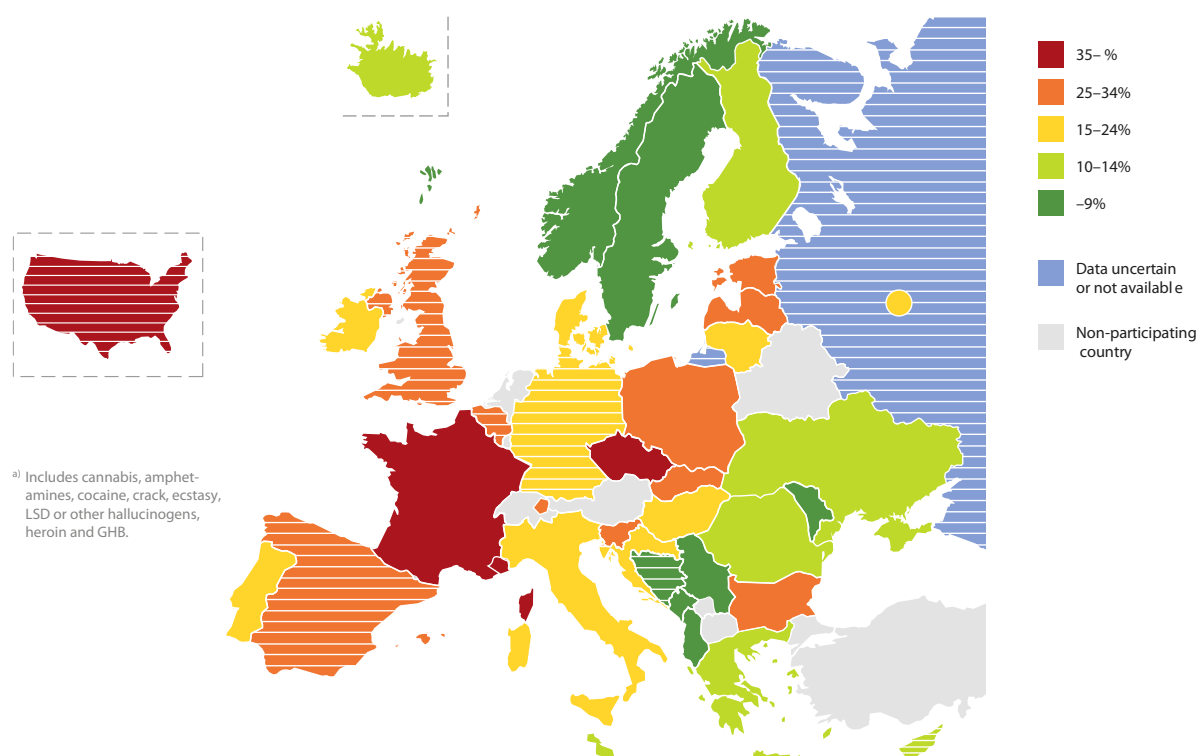 35– %
25–34%
15–24%
10–14%
–9%
Data uncertain
or not available
Non-participating
country
a) Includes cannabis, amphet-
amines, cocaine, crack, ecstasy,
LSD or other hallucinogens,
heroin and GHB.